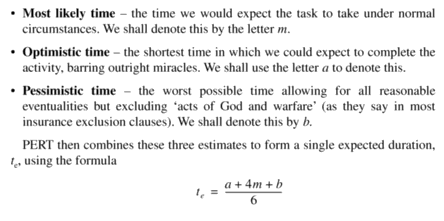 • Most likely time – the time we would expect the task to take under normal
circumstances. We shall denote this by the letter m.
• Optimistic time – the shortest time in which we could expect to complete the
activity, barring outright miracles. We shall use the letter a to denote this.
• Pessimistic time – the worst possible time allowing for all reasonable
eventualities but excluding ‘acts of God and warfare’ (as they say in most
insurance exclusion clauses). We shall denote this by b.
PERT then combines these three estimates to form a single expected duration,
tₑ, using the formula
tₑ = (a + 4m + b) / 6